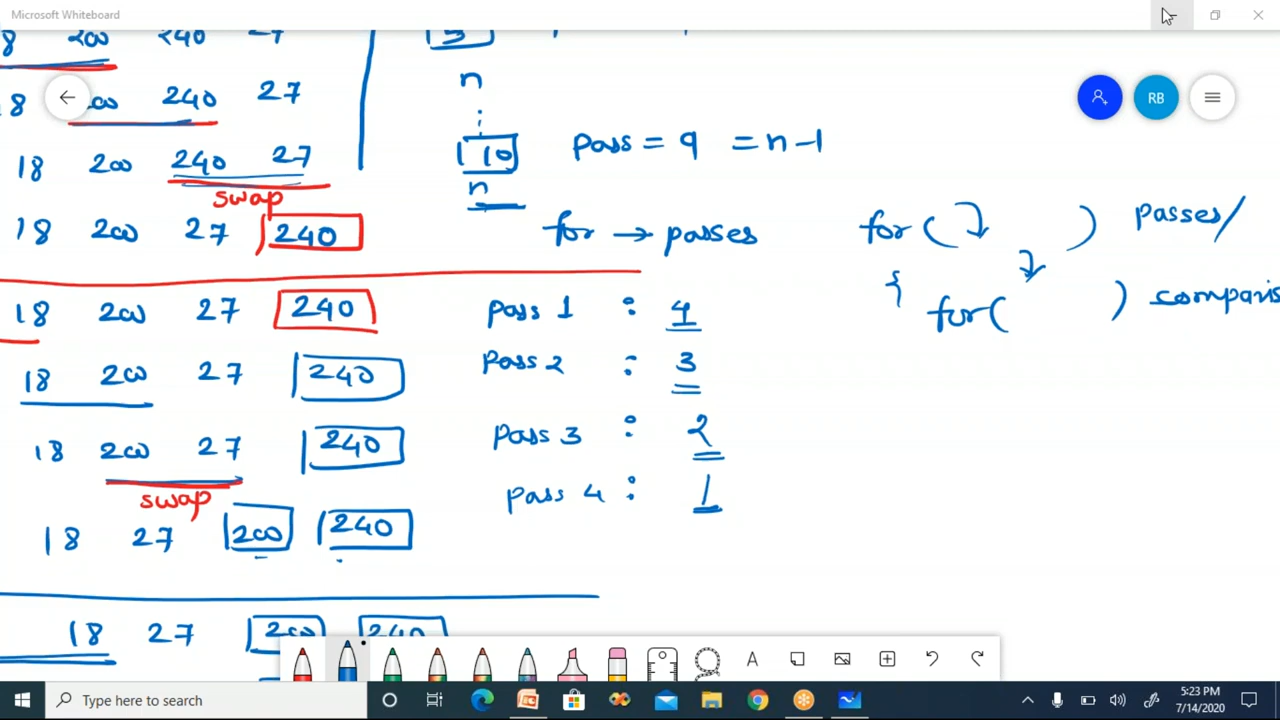 Microsoft Whiteboard
8 200 240 27
5
8 200 240 27
n
:
10
pass = 9 = n-1
18 200 240 27
swap
n
18 200 27 240
for → passes
for ( ) passes/
{
for ( ) comparis
RB
18 200 27 240
pass 1 : 4
18 200 27 240
pass 2 : 3
18 200 27 240
pass 3 : 2
swap
pass 4 : 1
18 27 200 240
18 27 200 240
A
Type here to search
5:23 PM
7/14/2020